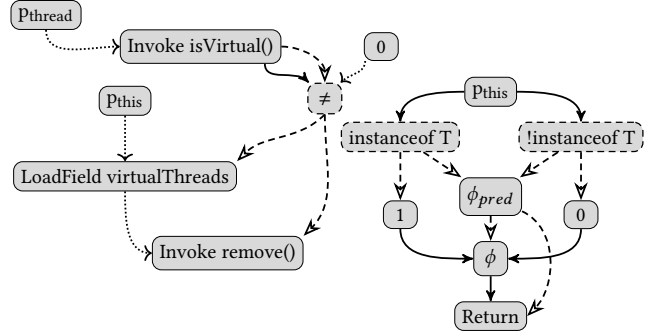 pthread
Invoke isVirtual()
0
≠
pthis
LoadField virtualThreads
Invoke remove()
pthis
instanceof T
!instanceof T
ϕpred
1
0
ϕ
Return